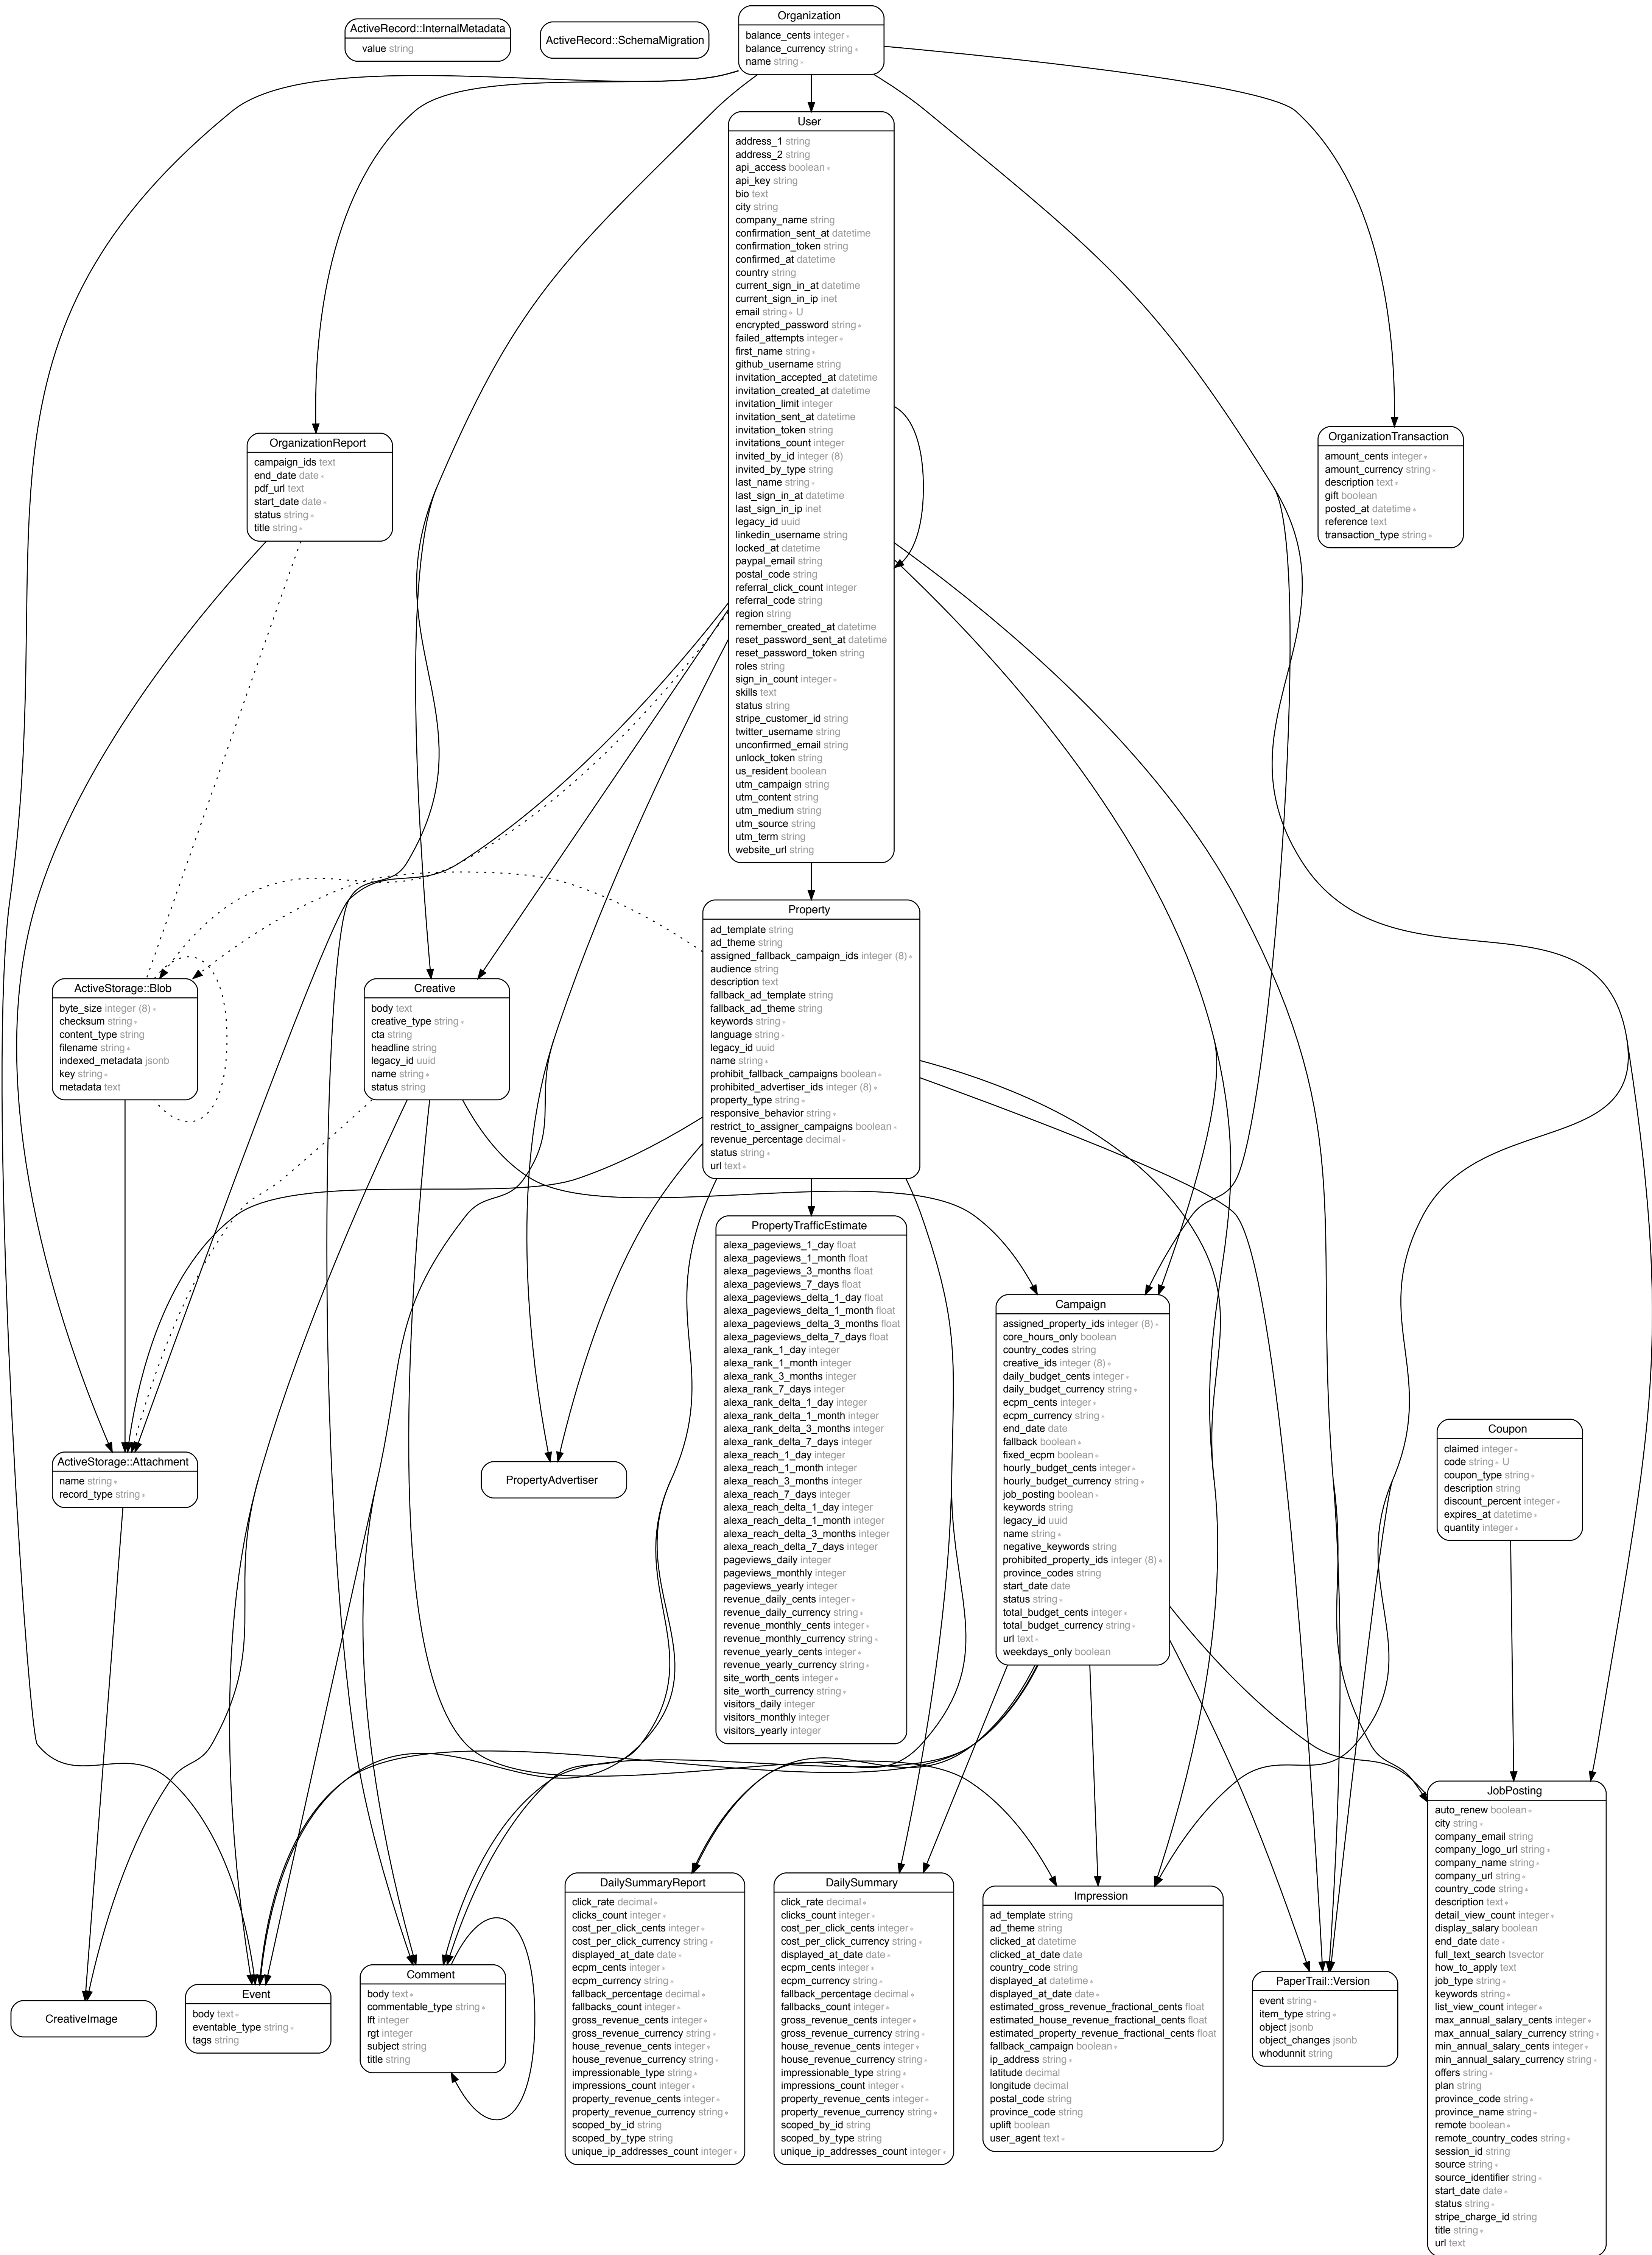 ActiveRecord::InternalMetadata
value string
ActiveRecord::SchemaMigration
Organization
balance_cents integer ∗
balance_currency string ∗
name string ∗
User
address_1 string
address_2 string
api_access boolean ∗
api_key string
bio text
city string
company_name string
confirmation_sent_at datetime
confirmation_token string
confirmed_at datetime
country string
current_sign_in_at datetime
current_sign_in_ip inet
email string ∗ U
encrypted_password string ∗
failed_attempts integer ∗
first_name string ∗
github_username string
invitation_accepted_at datetime
invitation_created_at datetime
invitation_limit integer
invitation_sent_at datetime
invitation_token string
invitations_count integer
invited_by_id integer (8)
invited_by_type string
last_name string ∗
last_sign_in_at datetime
last_sign_in_ip inet
legacy_id uuid
linkedin_username string
locked_at datetime
paypal_email string
postal_code string
referral_click_count integer
referral_code string
region string
remember_created_at datetime
reset_password_sent_at datetime
reset_password_token string
roles string
sign_in_count integer ∗
skills text
status string
stripe_customer_id string
twitter_username string
unconfirmed_email string
unlock_token string
us_resident boolean
utm_campaign string
utm_content string
utm_medium string
utm_source string
utm_term string
website_url string
OrganizationReport
campaign_ids text
end_date date ∗
pdf_url text
start_date date ∗
status string ∗
title string ∗
OrganizationTransaction
amount_cents integer ∗
amount_currency string ∗
description text ∗
gift boolean
posted_at datetime ∗
reference text
transaction_type string ∗
Property
ad_template string
ad_theme string
assigned_fallback_campaign_ids integer (8) ∗
audience string
description text
fallback_ad_template string
fallback_ad_theme string
keywords string ∗
language string ∗
legacy_id uuid
name string ∗
prohibit_fallback_campaigns boolean ∗
prohibited_advertiser_ids integer (8) ∗
property_type string ∗
responsive_behavior string ∗
restrict_to_assigner_campaigns boolean ∗
revenue_percentage decimal ∗
status string ∗
url text ∗
ActiveStorage::Blob
byte_size integer (8) ∗
checksum string ∗
content_type string
filename string ∗
indexed_metadata jsonb
key string ∗
metadata text
Creative
body text
creative_type string ∗
cta string
headline string
legacy_id uuid
name string ∗
status string
PropertyTrafficEstimate
alexa_pageviews_1_day float
alexa_pageviews_1_month float
alexa_pageviews_3_months float
alexa_pageviews_7_days float
alexa_pageviews_delta_1_day float
alexa_pageviews_delta_1_month float
alexa_pageviews_delta_3_months float
alexa_pageviews_delta_7_days float
alexa_rank_1_day integer
alexa_rank_1_month integer
alexa_rank_3_months integer
alexa_rank_7_days integer
alexa_rank_delta_1_day integer
alexa_rank_delta_1_month integer
alexa_rank_delta_3_months integer
alexa_rank_delta_7_days integer
alexa_reach_1_day integer
alexa_reach_1_month integer
alexa_reach_3_months integer
alexa_reach_7_days integer
alexa_reach_delta_1_day integer
alexa_reach_delta_1_month integer
alexa_reach_delta_3_months integer
alexa_reach_delta_7_days integer
pageviews_daily integer
pageviews_monthly integer
pageviews_yearly integer
revenue_daily_cents integer ∗
revenue_daily_currency string ∗
revenue_monthly_cents integer ∗
revenue_monthly_currency string ∗
revenue_yearly_cents integer ∗
revenue_yearly_currency string ∗
site_worth_cents integer ∗
site_worth_currency string ∗
visitors_daily integer
visitors_monthly integer
visitors_yearly integer
Campaign
assigned_property_ids integer (8) ∗
core_hours_only boolean
country_codes string
creative_ids integer (8) ∗
daily_budget_cents integer ∗
daily_budget_currency string ∗
ecpm_cents integer ∗
ecpm_currency string ∗
end_date date
fallback boolean ∗
fixed_ecpm boolean ∗
hourly_budget_cents integer ∗
hourly_budget_currency string ∗
job_posting boolean ∗
keywords string
legacy_id uuid
name string ∗
negative_keywords string
prohibited_property_ids integer (8) ∗
province_codes string
start_date date
status string ∗
total_budget_cents integer ∗
total_budget_currency string ∗
url text ∗
weekdays_only boolean
Coupon
claimed integer ∗
code string ∗ U
coupon_type string ∗
description string
discount_percent integer ∗
expires_at datetime ∗
quantity integer ∗
ActiveStorage::Attachment
name string ∗
record_type string ∗
PropertyAdvertiser
JobPosting
auto_renew boolean ∗
city string ∗
company_email string
company_logo_url string ∗
company_name string ∗
company_url string ∗
country_code string ∗
description text ∗
detail_view_count integer ∗
display_salary boolean
end_date date ∗
full_text_search tsvector
how_to_apply text
job_type string ∗
keywords string ∗
list_view_count integer ∗
max_annual_salary_cents integer ∗
max_annual_salary_currency string ∗
min_annual_salary_cents integer ∗
min_annual_salary_currency string ∗
offers string ∗
plan string
province_code string ∗
province_name string ∗
remote boolean ∗
remote_country_codes string ∗
session_id string
source string ∗
source_identifier string ∗
start_date date ∗
status string ∗
stripe_charge_id string
title string ∗
url text
CreativeImage
Event
body text ∗
eventable_type string ∗
tags string
Comment
body text ∗
commentable_type string ∗
lft integer
rgt integer
subject string
title string
DailySummaryReport
click_rate decimal ∗
clicks_count integer ∗
cost_per_click_cents integer ∗
cost_per_click_currency string ∗
displayed_at_date date ∗
ecpm_cents integer ∗
ecpm_currency string ∗
fallback_percentage decimal ∗
fallbacks_count integer ∗
gross_revenue_cents integer ∗
gross_revenue_currency string ∗
house_revenue_cents integer ∗
house_revenue_currency string ∗
impressionable_type string ∗
impressions_count integer ∗
property_revenue_cents integer ∗
property_revenue_currency string ∗
scoped_by_id string
scoped_by_type string
unique_ip_addresses_count integer ∗
DailySummary
click_rate decimal ∗
clicks_count integer ∗
cost_per_click_cents integer ∗
cost_per_click_currency string ∗
displayed_at_date date ∗
ecpm_cents integer ∗
ecpm_currency string ∗
fallback_percentage decimal ∗
fallbacks_count integer ∗
gross_revenue_cents integer ∗
gross_revenue_currency string ∗
house_revenue_cents integer ∗
house_revenue_currency string ∗
impressionable_type string ∗
impressions_count integer ∗
property_revenue_cents integer ∗
property_revenue_currency string ∗
scoped_by_id string
scoped_by_type string
unique_ip_addresses_count integer ∗
Impression
ad_template string
ad_theme string
clicked_at datetime
clicked_at_date date
country_code string
displayed_at datetime ∗
displayed_at_date date ∗
estimated_gross_revenue_fractional_cents float
estimated_house_revenue_fractional_cents float
estimated_property_revenue_fractional_cents float
fallback_campaign boolean ∗
ip_address string ∗
latitude decimal
longitude decimal
postal_code string
province_code string
uplift boolean
user_agent text ∗
PaperTrail::Version
event string ∗
item_type string ∗
object jsonb
object_changes jsonb
whodunnit string